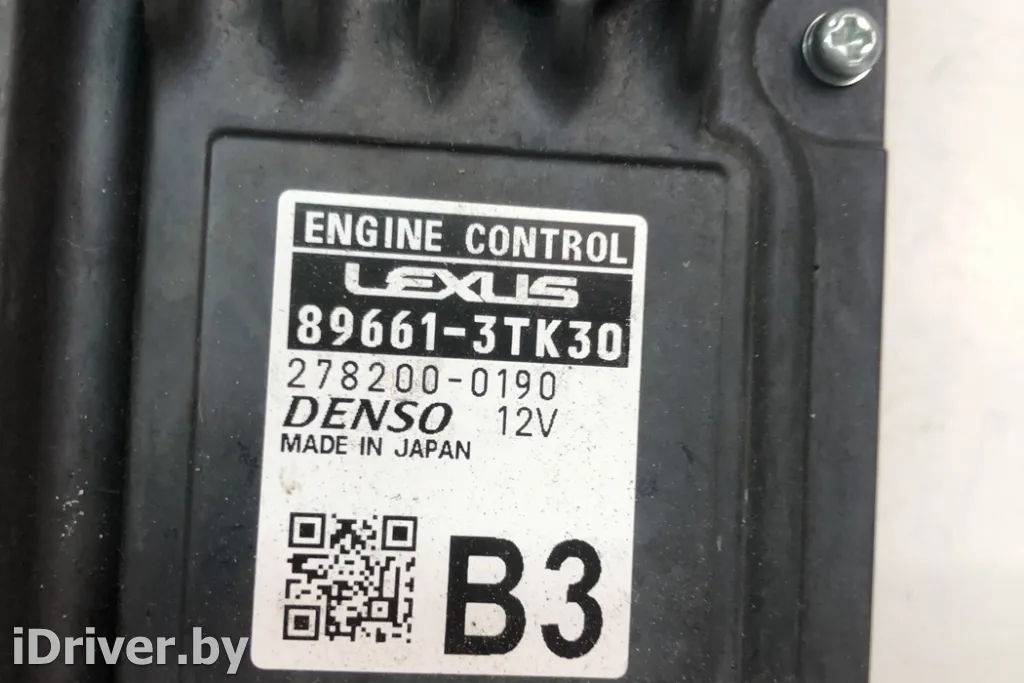 ENGINE CONTROL
LEXUS
89661-3TK30
278200-0190
DENSO 12V
MADE IN JAPAN
B3
iDriver.by